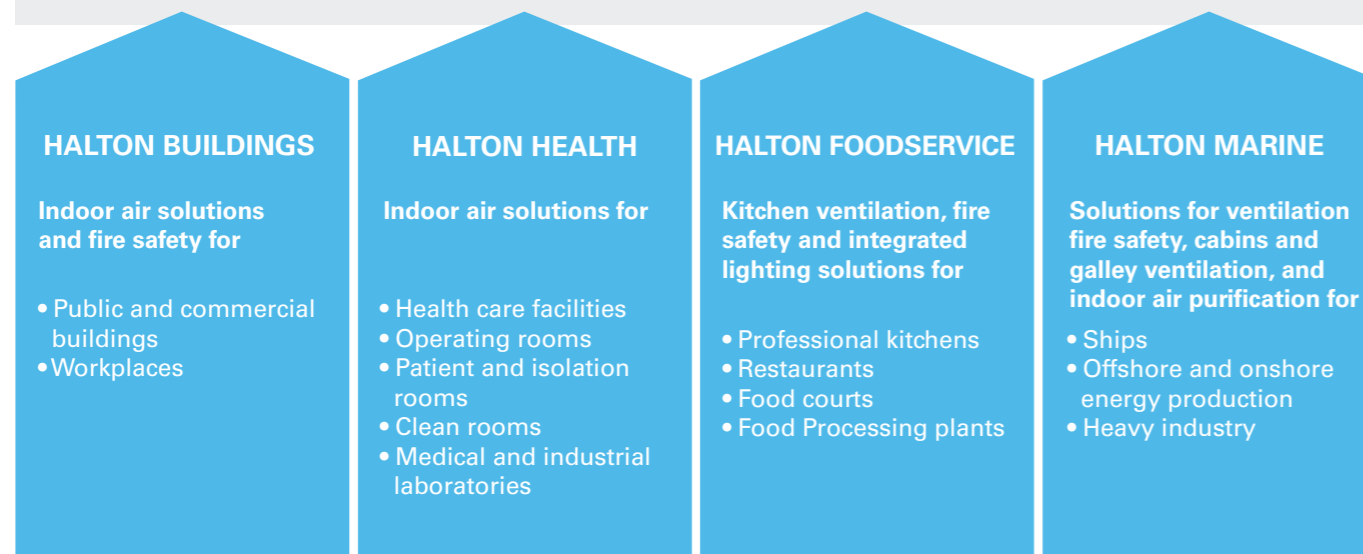 HALTON BUILDINGS
Indoor air solutions
and fire safety for
• Public and commercial
buildings
• Workplaces
HALTON HEALTH
Indoor air solutions for
• Health care facilities
• Operating rooms
• Patient and isolation
rooms
• Clean rooms
• Medical and industrial
laboratories
HALTON FOODSERVICE
Kitchen ventilation, fire
safety and integrated
lighting solutions for
• Professional kitchens
• Restaurants
• Food courts
• Food Processing plants
HALTON MARINE
Solutions for ventilation
fire safety, cabins and
galley ventilation, and
indoor air purification for
• Ships
• Offshore and onshore
energy production
• Heavy industry